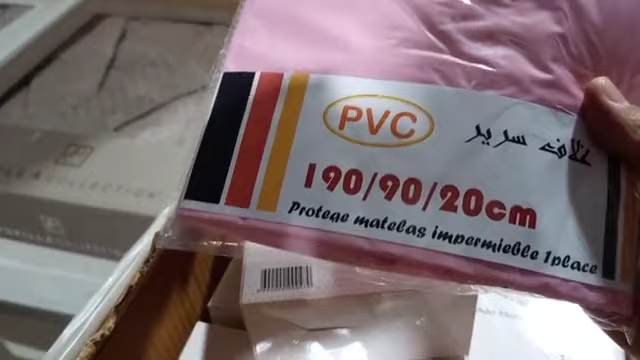 PVC
غلاف سرير
190/90/20cm
Protege matelas impermieble 1place